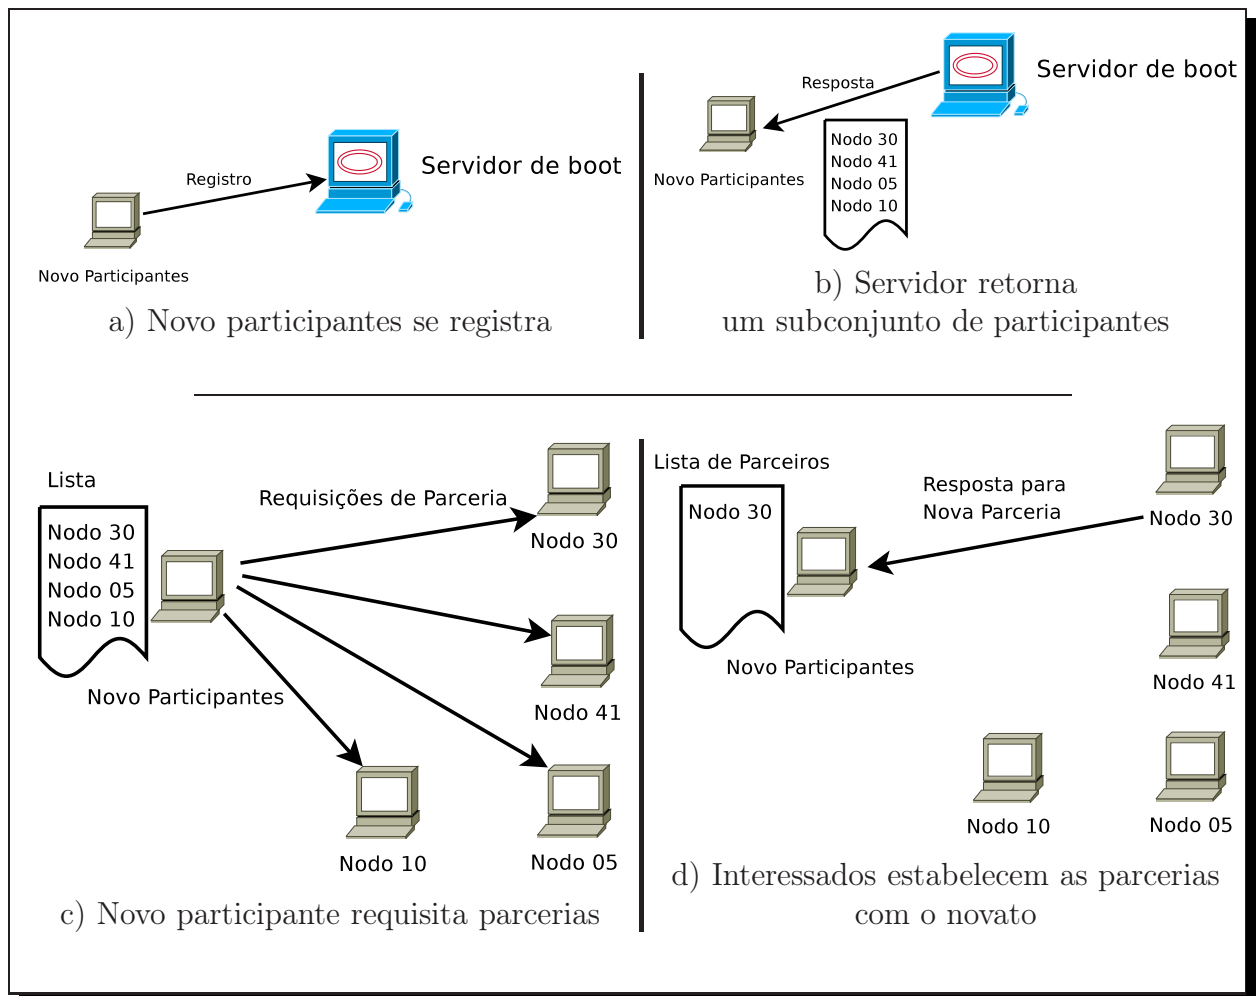 Registro
Servidor de boot
Novo Participantes
a) Novo participantes se registra
Servidor de boot
Resposta
Novo Participantes
Nodo 30
Nodo 41
Nodo 05
Nodo 10
b) Servidor retorna
um subconjunto de participantes
Lista
Nodo 30
Nodo 41
Nodo 05
Nodo 10
Requisições de Parceria
Novo Participantes
Nodo 30
Nodo 41
Nodo 10
Nodo 05
c) Novo participante requisita parcerias
Lista de Parceiros
Nodo 30
Resposta para
Nova Parceria
Novo Participantes
Nodo 30
Nodo 41
Nodo 10
Nodo 05
d) Interessados estabelecem as parcerias
com o novato